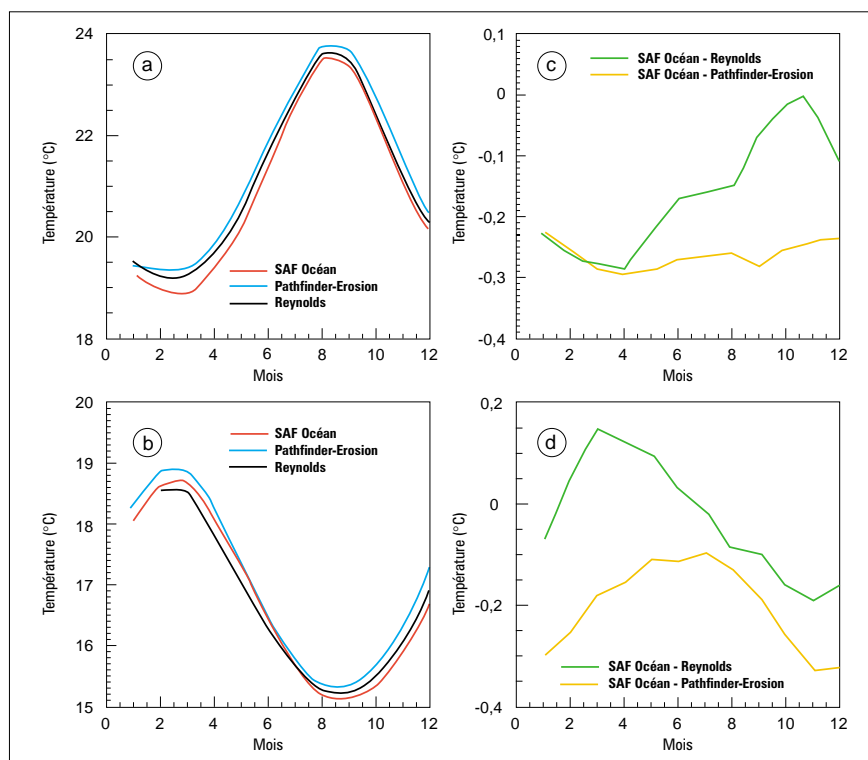 a
Température (°C)
24
22
20
18
SAF Océan
Pathfinder-Erosion
Reynolds
0 2 4 6 8 10 12
Mois
c
Température (°C)
0,1
0
-0,1
-0,2
-0,3
-0,4
SAF Océan - Reynolds
SAF Océan - Pathfinder-Erosion
0 2 4 6 8 10 12
Mois
b
Température (°C)
20
19
18
17
16
15
SAF Océan
Pathfinder-Erosion
Reynolds
0 2 4 6 8 10 12
Mois
d
Température (°C)
0,2
0
-0,2
-0,4
SAF Océan - Reynolds
SAF Océan - Pathfinder-Erosion
0 2 4 6 8 10 12
Mois